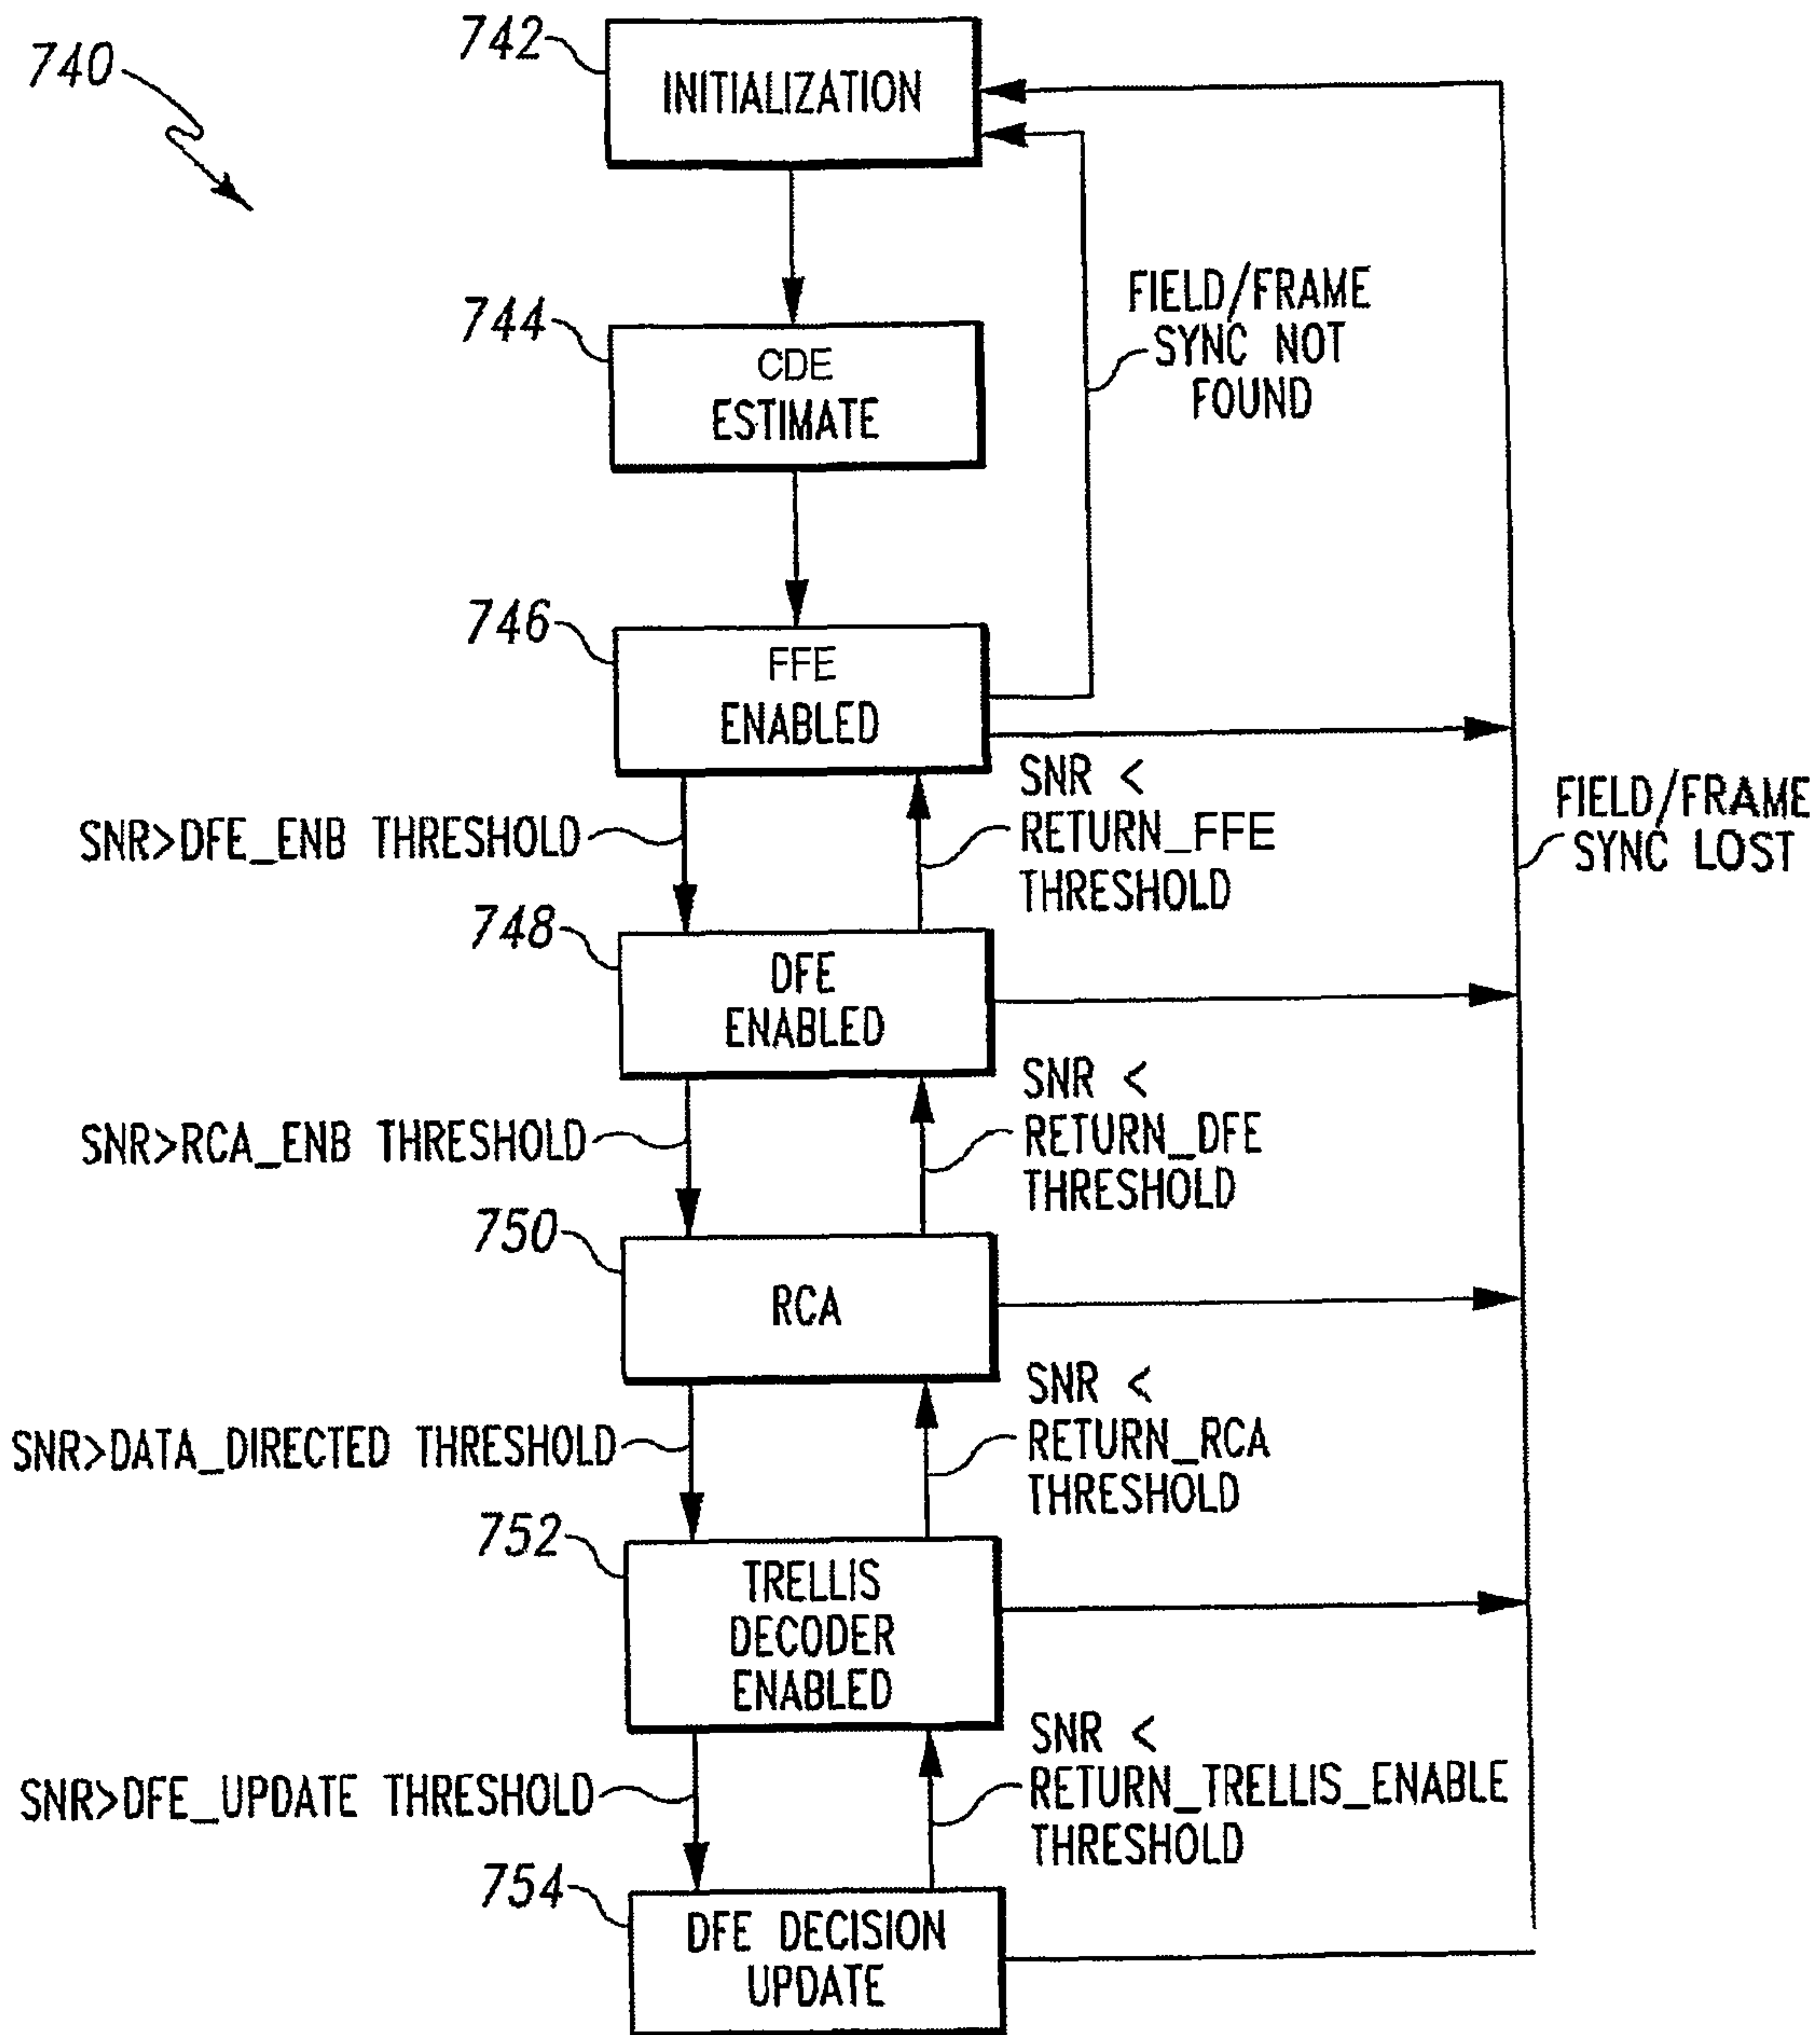 740
742
INITIALIZATION
744
CDE
ESTIMATE
FIELD/FRAME
SYNC NOT
FOUND
746
FFE
ENABLED
SNR>DFE_ENB THRESHOLD
SNR <
RETURN_FFE
THRESHOLD
FIELD/FRAME
SYNC LOST
748
DFE
ENABLED
SNR>RCA_ENB THRESHOLD
SNR <
RETURN_DFE
THRESHOLD
750
RCA
SNR>DATA_DIRECTED THRESHOLD
SNR <
RETURN_RCA
THRESHOLD
752
TRELLIS
DECODER
ENABLED
SNR>DFE_UPDATE THRESHOLD
SNR <
RETURN_TRELLIS_ENABLE
THRESHOLD
754
DFE DECISION
UPDATE